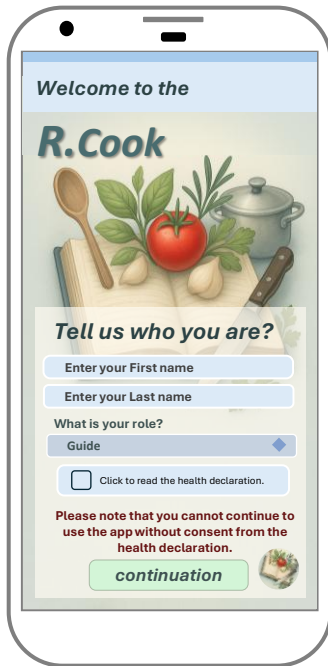 Welcome to the
R.Cook
Tell us who you are?
Enter your First name
Enter your Last name
What is your role?
Guide
Click to read the health declaration.
Please note that you cannot continue to
use the app without consent from the
health declaration.
continuation